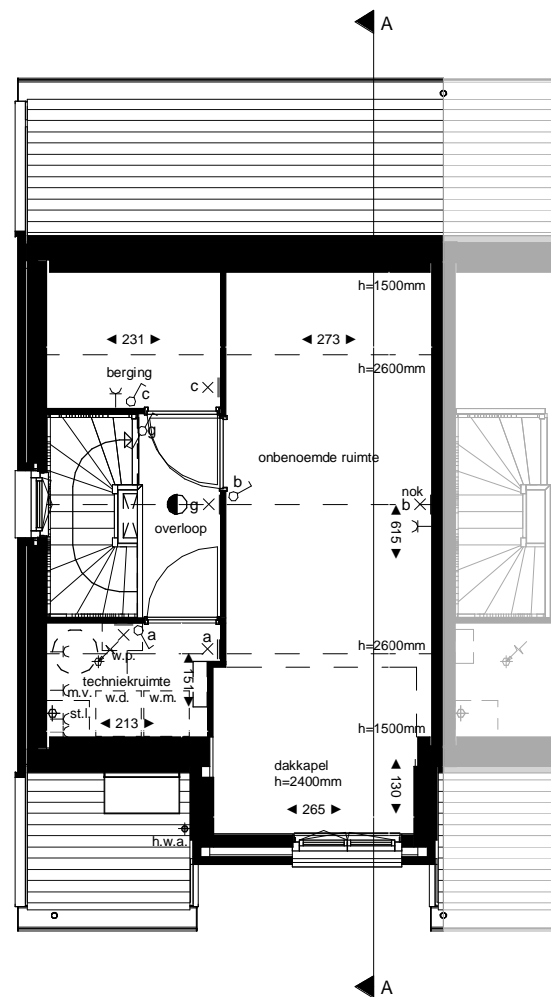 A
h=1500mm
231
273
h=2600mm
berging
c
c
g
onbenoemde ruimte
b
nok
g
b
overloop
615
a
a
h=2600mm
w.p.
techniekruimte
151
m.v.
w.d.
w.m.
st.l.
213
h=1500mm
dakkapel
h=2400mm
130
265
h.w.a.
A